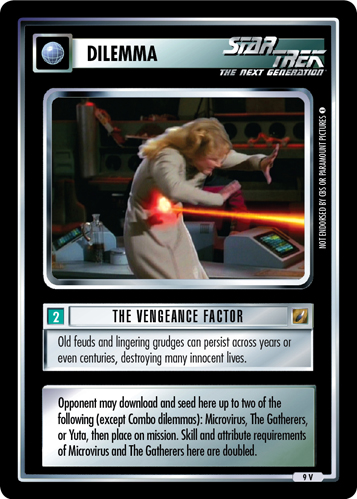 DILEMMA
STAR TREK
THE NEXT GENERATION
NOT ENDORSED BY CBS OR PARAMOUNT PICTURES
2
THE VENGEANCE FACTOR
Old feuds and lingering grudges can persist across years or
even centuries, destroying many innocent lives.
Opponent may download and seed here up to two of the
following (except Combo dilemmas): Microvirus, The Gatherers,
or Yuta, then place on mission. Skill and attribute requirements
of Microvirus and The Gatherers here are doubled.
9 V